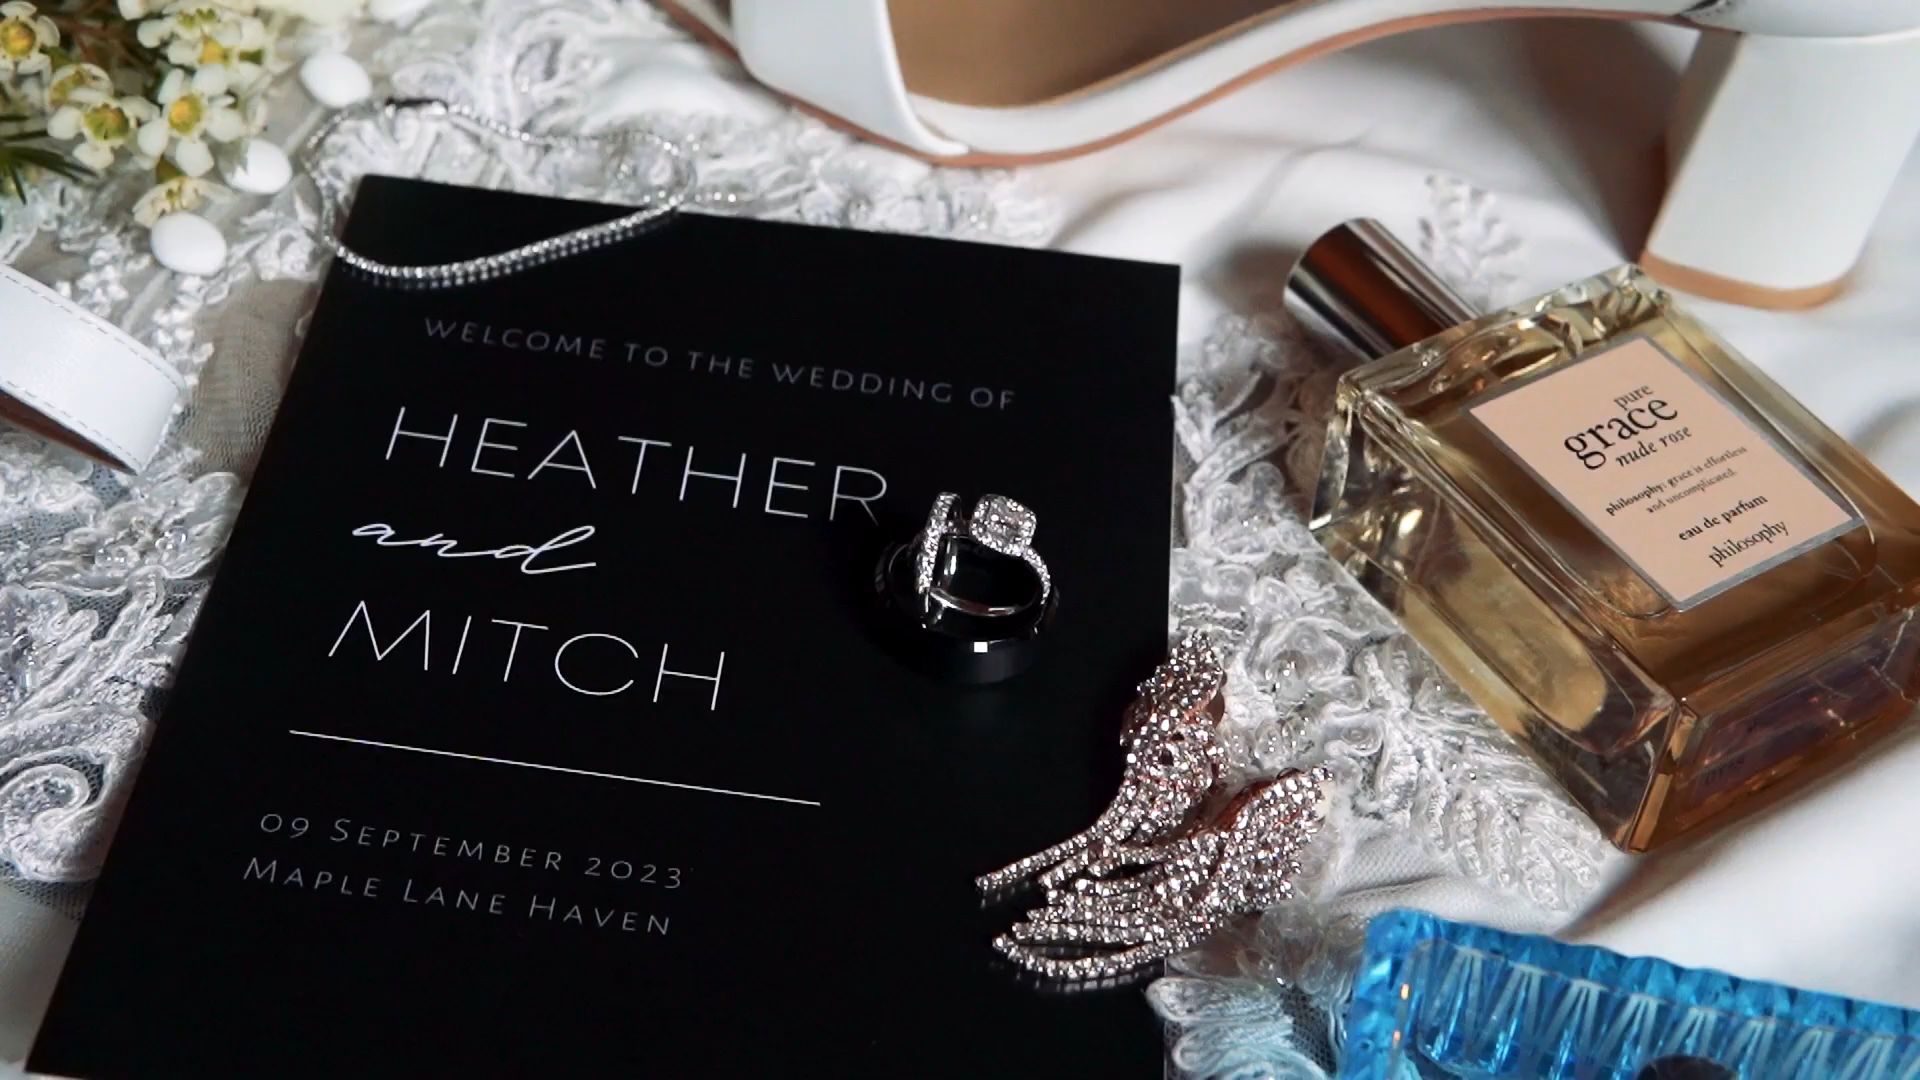 WELCOME TO THE WEDDING OF
HEATHER
and
MITCH
09 SEPTEMBER 2023
MAPLE LANE HAVEN
pure
grace
nude rose
philosophy: grace is effortless
and uncomplicated.
eau de parfum
philosophy